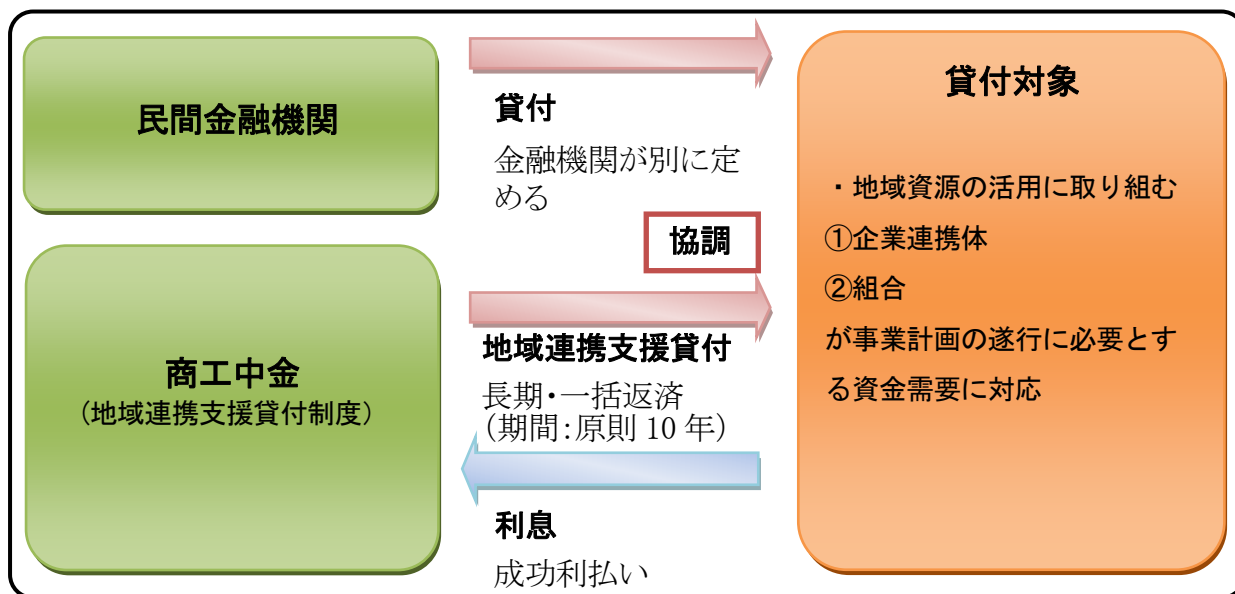 民間金融機関
貸付
金融機関が別に定
める
協調
商工中金
（地域連携支援貸付制度）
地域連携支援貸付
長期・一括返済
（期間：原則 10 年）
利息
成功利払い
貸付対象
・地域資源の活用に取り組む
①企業連携体
②組合
が事業計画の遂行に必要とす
る資金需要に対応